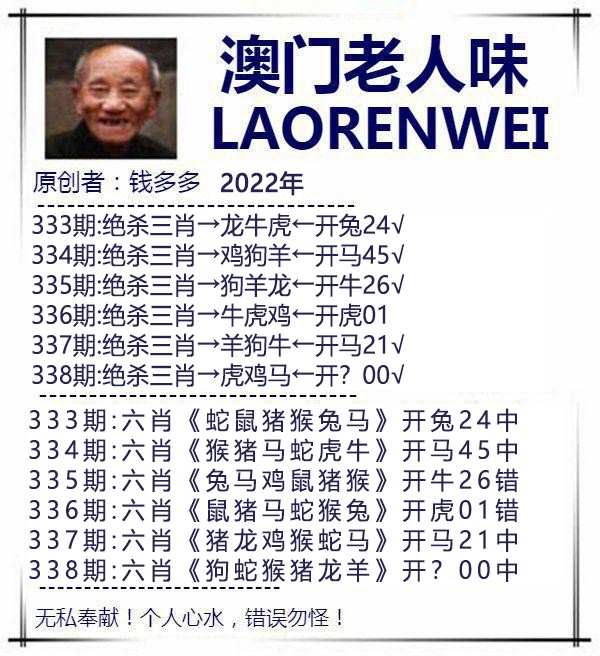 澳门老人味
LAORENWEI
原创者：钱多多 2022年
333期:绝杀三肖→龙牛虎←开兔24√
334期:绝杀三肖→鸡狗羊←开马45√
335期:绝杀三肖→狗羊龙←开牛26√
336期:绝杀三肖→牛虎鸡←开虎01
337期:绝杀三肖→羊狗牛←开马21√
338期:绝杀三肖→虎鸡马←开？00√
333期:六肖《蛇鼠猪猴兔马》开兔24中
334期:六肖《猴猪马蛇虎牛》开马45中
335期:六肖《兔马鸡鼠猪猴》开牛26错
336期:六肖《鼠猪马蛇猴兔》开虎01错
337期:六肖《猪龙鸡猴蛇马》开马21中
338期:六肖《狗蛇猴猪龙羊》开？00中
无私奉献！个人心水，错误勿怪！